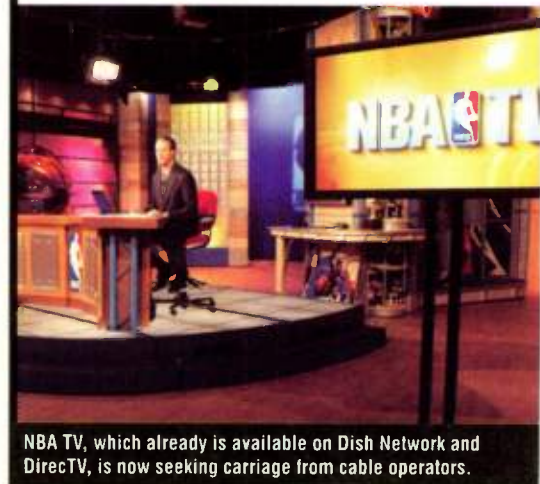 NBA TV
NBA TV, which already is available on Dish Network and
DirecTV, is now seeking carriage from cable operators.